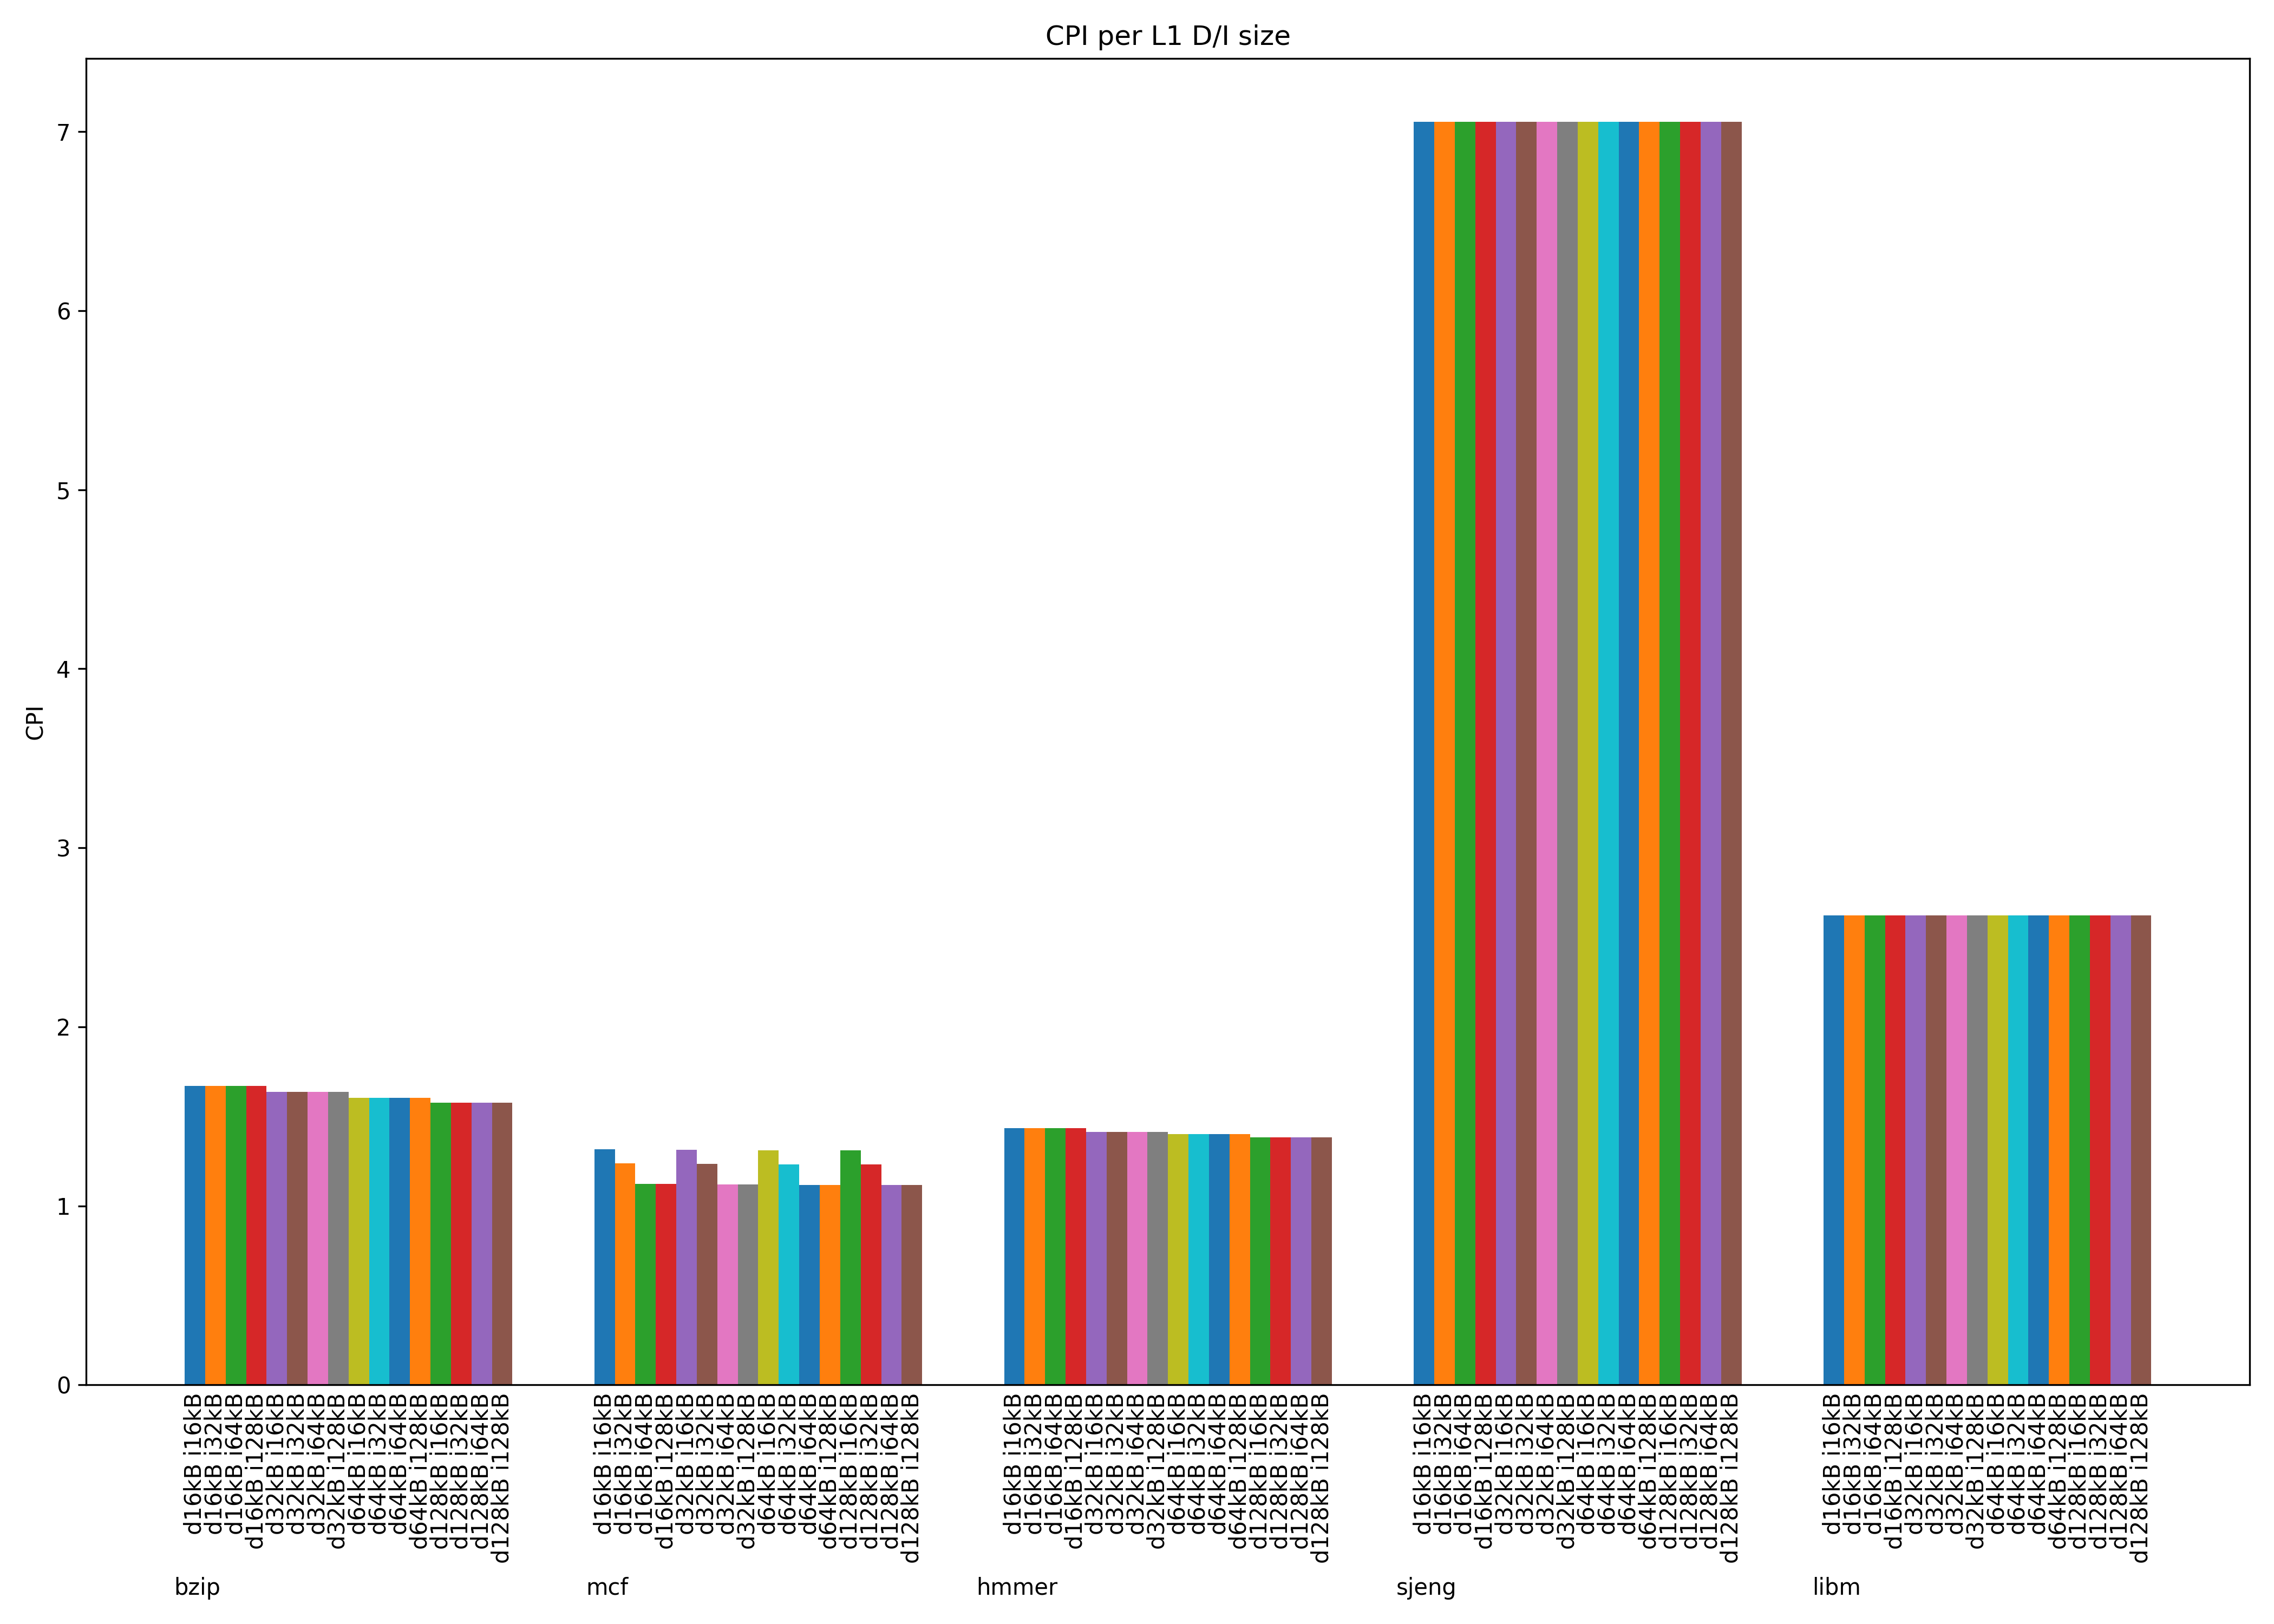 CPI per L1 D/I size
CPI
7
6
5
4
3
2
1
0
d16kB i16kB
d16kB i32kB
d16kB i64kB
d16kB i128kB
d32kB i16kB
d32kB i32kB
d32kB i64kB
d32kB i128kB
d64kB i16kB
d64kB i32kB
d64kB i64kB
d64kB i128kB
d128kB i16kB
d128kB i32kB
d128kB i64kB
d128kB i128kB
d16kB i16kB
d16kB i32kB
d16kB i64kB
d16kB i128kB
d32kB i16kB
d32kB i32kB
d32kB i64kB
d32kB i128kB
d64kB i16kB
d64kB i32kB
d64kB i64kB
d64kB i128kB
d128kB i16kB
d128kB i32kB
d128kB i64kB
d128kB i128kB
d16kB i16kB
d16kB i32kB
d16kB i64kB
d16kB i128kB
d32kB i16kB
d32kB i32kB
d32kB i64kB
d32kB i128kB
d64kB i16kB
d64kB i32kB
d64kB i64kB
d64kB i128kB
d128kB i16kB
d128kB i32kB
d128kB i64kB
d128kB i128kB
d16kB i16kB
d16kB i32kB
d16kB i64kB
d16kB i128kB
d32kB i16kB
d32kB i32kB
d32kB i64kB
d32kB i128kB
d64kB i16kB
d64kB i32kB
d64kB i64kB
d64kB i128kB
d128kB i16kB
d128kB i32kB
d128kB i64kB
d128kB i128kB
d16kB i16kB
d16kB i32kB
d16kB i64kB
d16kB i128kB
d32kB i16kB
d32kB i32kB
d32kB i64kB
d32kB i128kB
d64kB i16kB
d64kB i32kB
d64kB i64kB
d64kB i128kB
d128kB i16kB
d128kB i32kB
d128kB i64kB
d128kB i128kB
bzip
mcf
hmmer
sjeng
libm